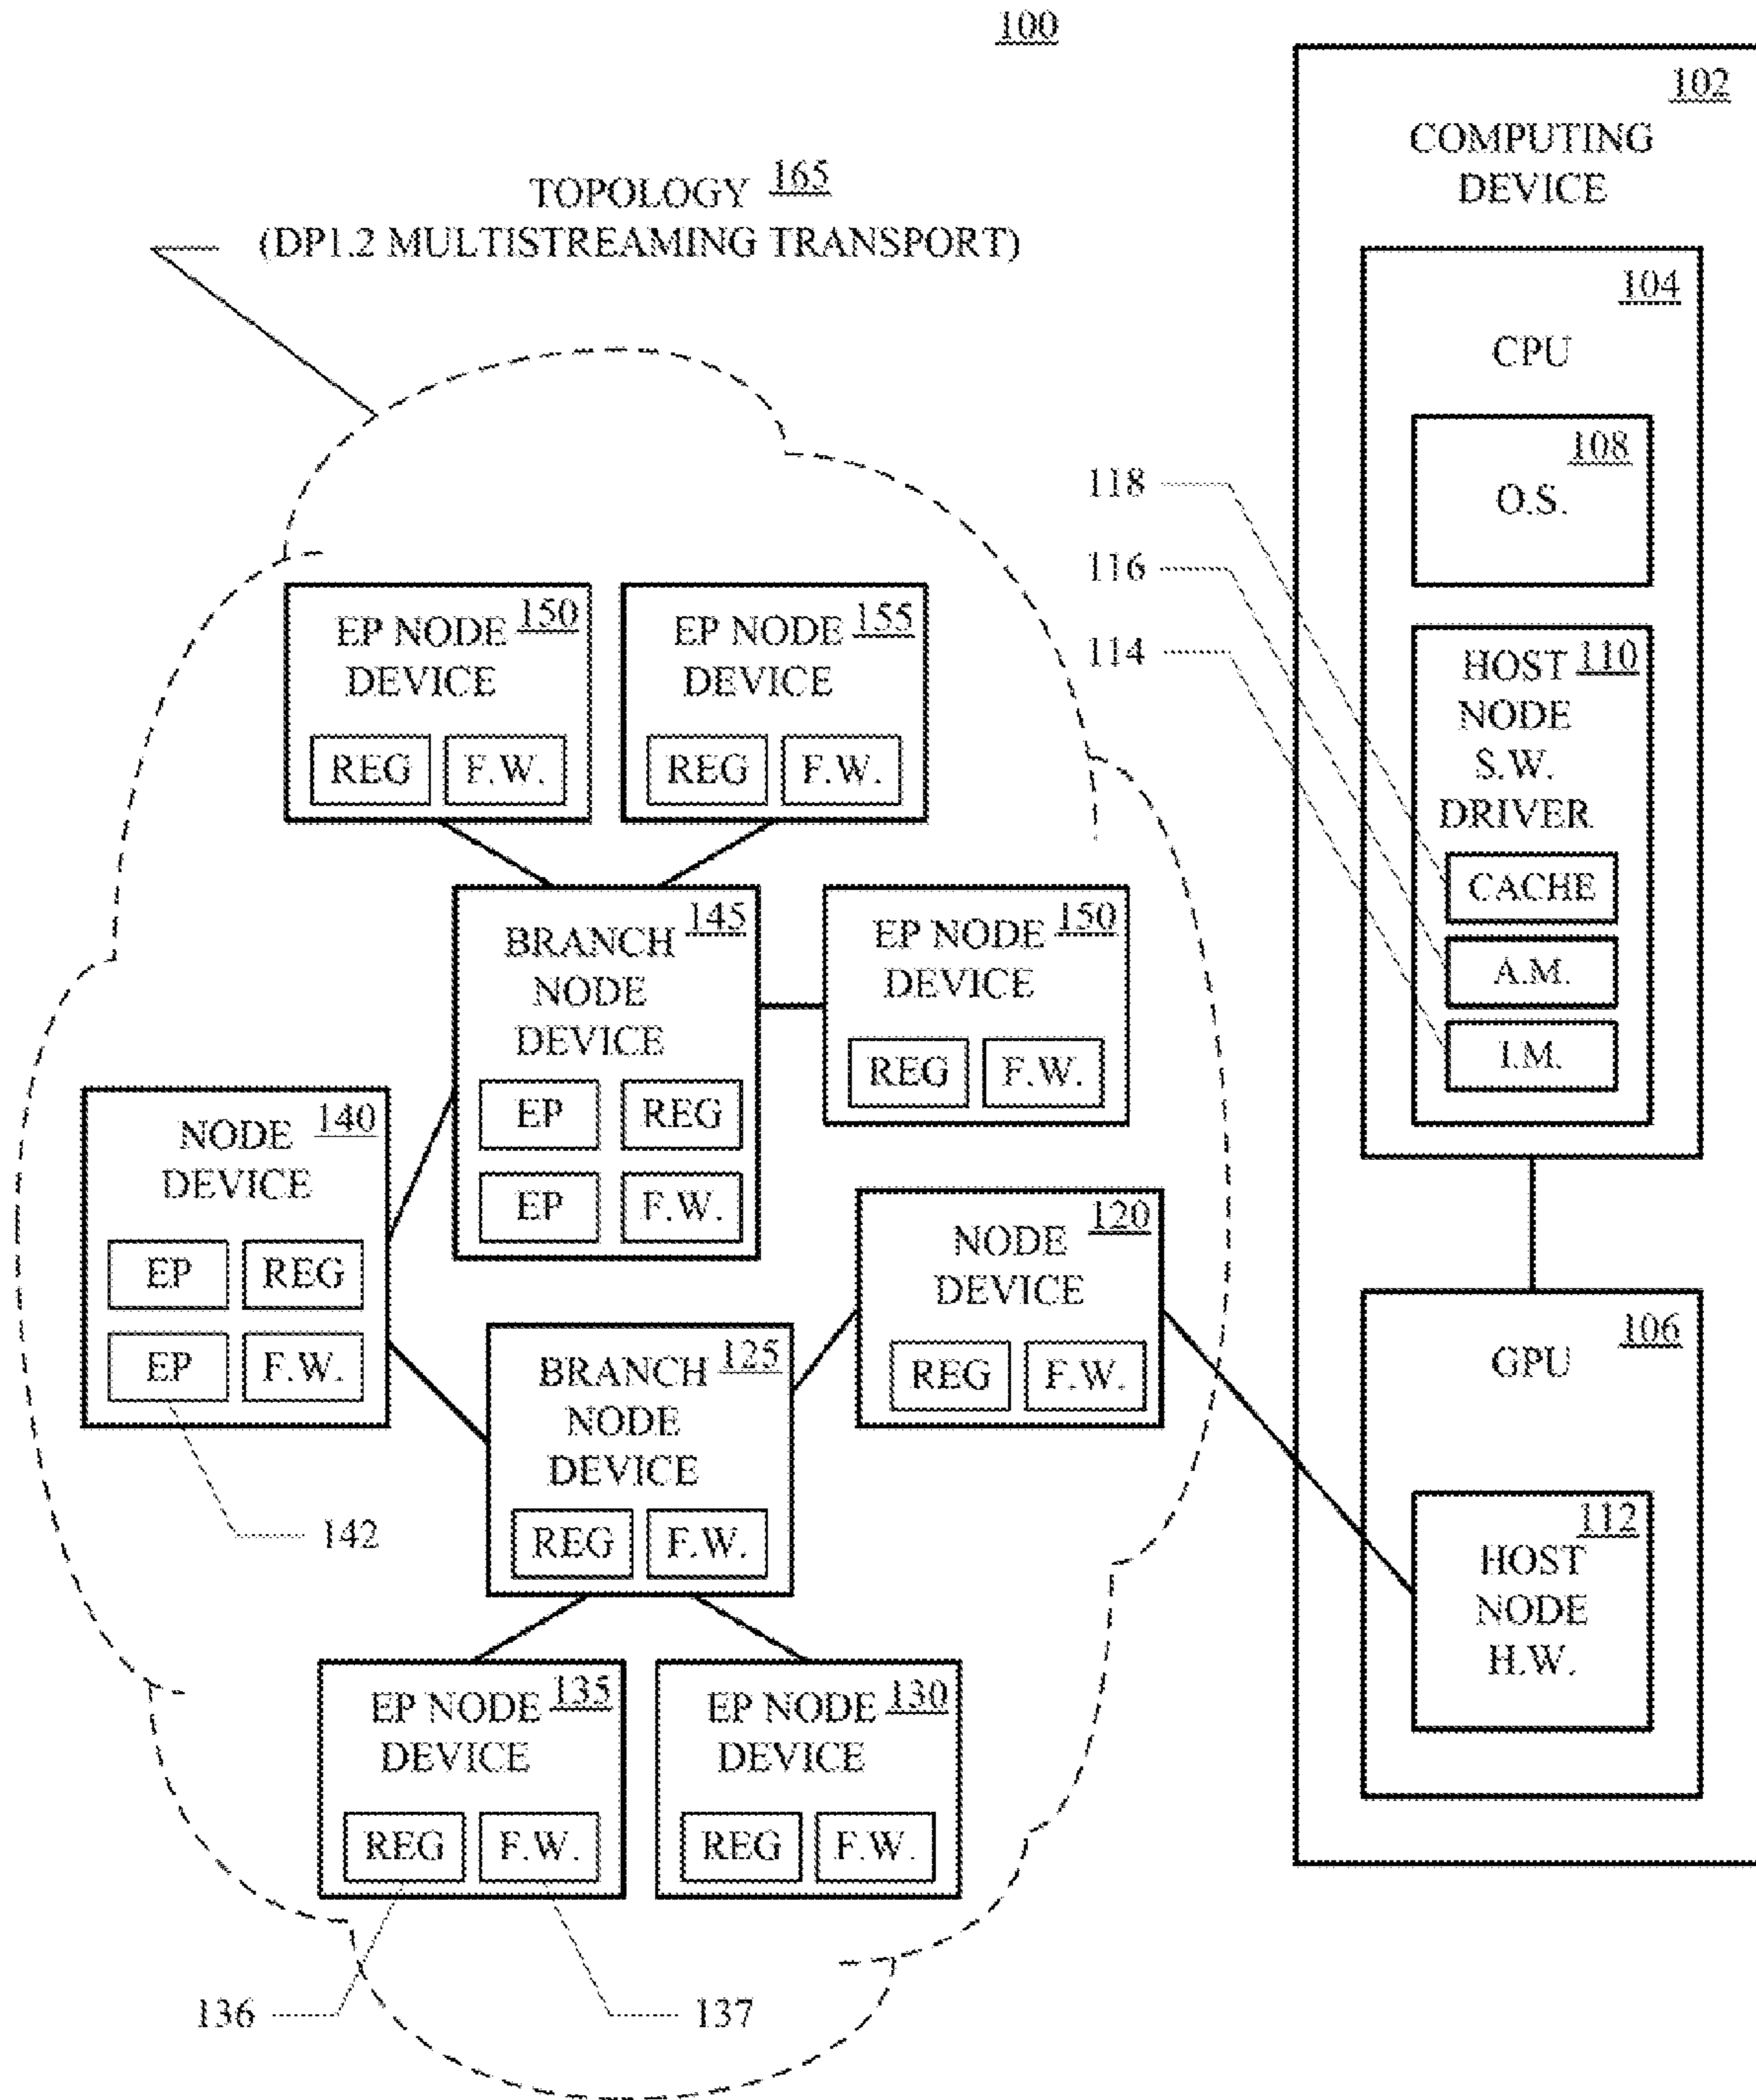 100
TOPOLOGY 165
(DP1.2 MULTISTREAMING TRANSPORT)
EP NODE 150
DEVICE
REG F.W.
EP NODE 155
DEVICE
REG F.W.
145
BRANCH
NODE
DEVICE
EP REG
EP F.W.
150
EP NODE
DEVICE
REG F.W.
140
NODE
DEVICE
EP REG
EP F.W.
142
120
NODE
DEVICE
REG F.W.
125
BRANCH
NODE
DEVICE
REG F.W.
135
EP NODE
DEVICE
REG F.W.
136
137
130
EP NODE
DEVICE
REG F.W.
102
COMPUTING
DEVICE
104
CPU
108
O.S.
118
116
114
HOST 110
NODE
S.W.
DRIVER
CACHE
A.M.
I.M.
106
GPU
112
HOST
NODE
H.W.